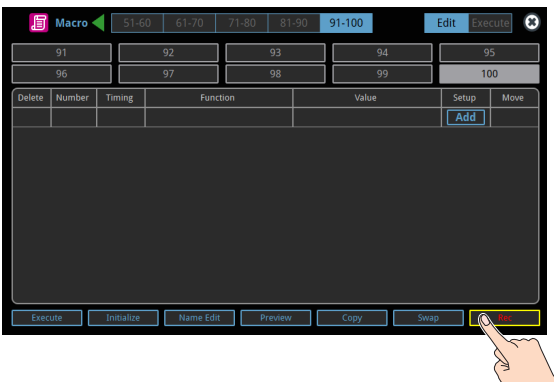 Macro 51-60 61-70 71-80 81-90 91-100 Edit Execute
91 92 93 94 95
96 97 98 99 100
Delete Number Timing Function Value Setup Move
Add
Execute Initialize Name Edit Preview Copy Swap Rec